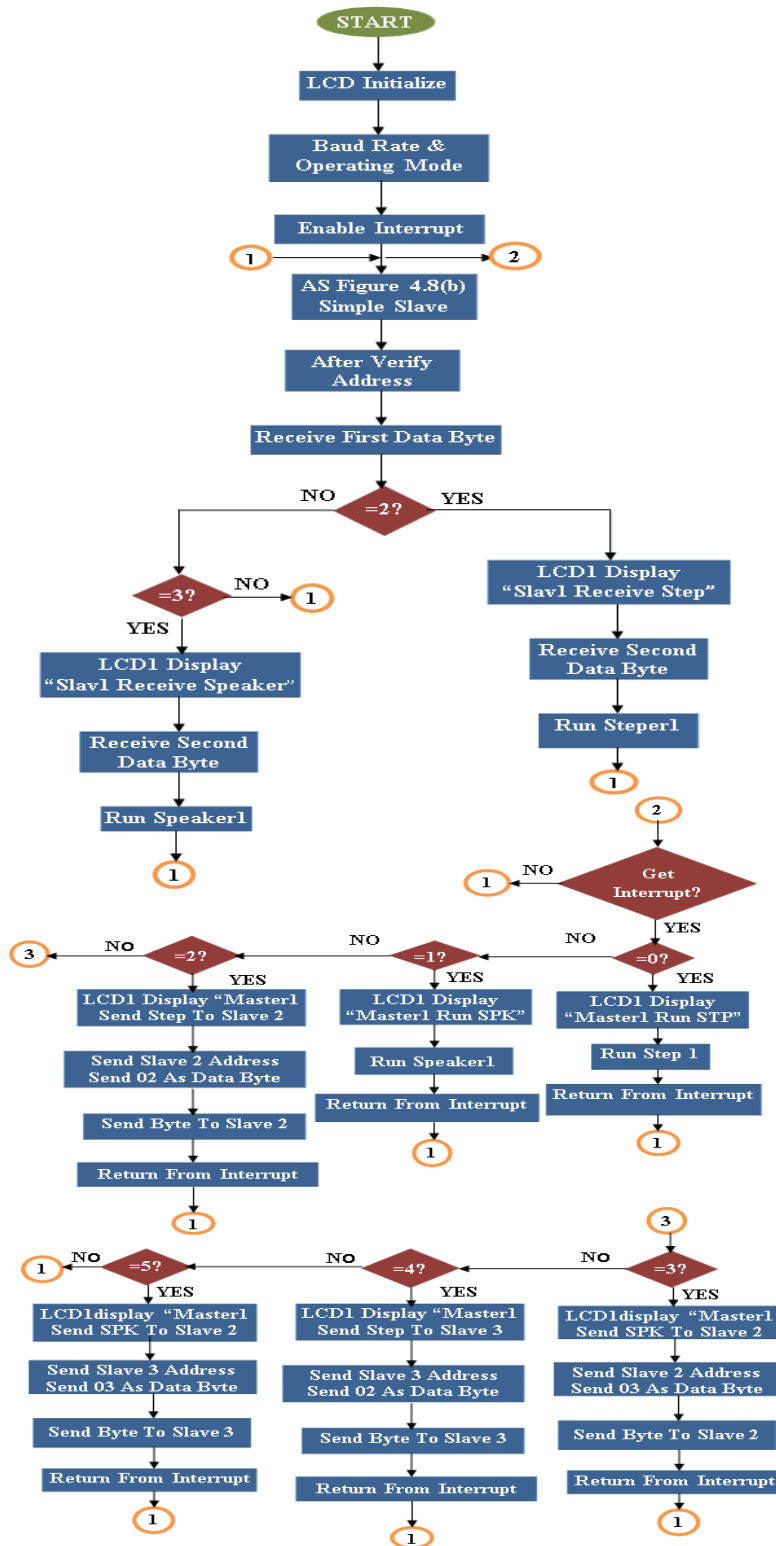 START
LCD Initialize
Baud Rate &
Operating Mode
Enable Interrupt
1
2
AS Figure 4.8(b)
Simple Slave
After Verify
Address
Receive First Data Byte
NO
=2?
YES
=3?
NO
1
YES
LCD1 Display
“Slav1 Receive Speaker”
Receive Second
Data Byte
Run Speaker1
1
LCD1 Display
“Slav1 Receive Step”
Receive Second
Data Byte
Run Steper1
1
2
Get
Interrupt?
NO
1
YES
=0?
NO
YES
=1?
NO
YES
=2?
NO
3
YES
LCD1 Display “Master1
Send Step To Slave 2
Send Slave 2 Address
Send 02 As Data Byte
Send Byte To Slave 2
Return From Interrupt
1
LCD1 Display
“Master1 Run SPK”
Run Speaker1
Return From Interrupt
1
LCD1 Display
“Master1 Run STP”
Run Step 1
Return From Interrupt
1
3
=3?
NO
YES
=4?
NO
YES
=5?
NO
1
YES
LCD1display “Master1
Send SPK To Slave 2
Send Slave 3 Address
Send 03 As Data Byte
Send Byte To Slave 3
Return From Interrupt
1
LCD1 Display “Master1
Send Step To Slave 3
Send Slave 3 Address
Send 02 As Data Byte
Send Byte To Slave 3
Return From Interrupt
1
LCD1display “Master1
Send SPK To Slave 2
Send Slave 2 Address
Send 03 As Data Byte
Send Byte To Slave 2
Return From Interrupt
1